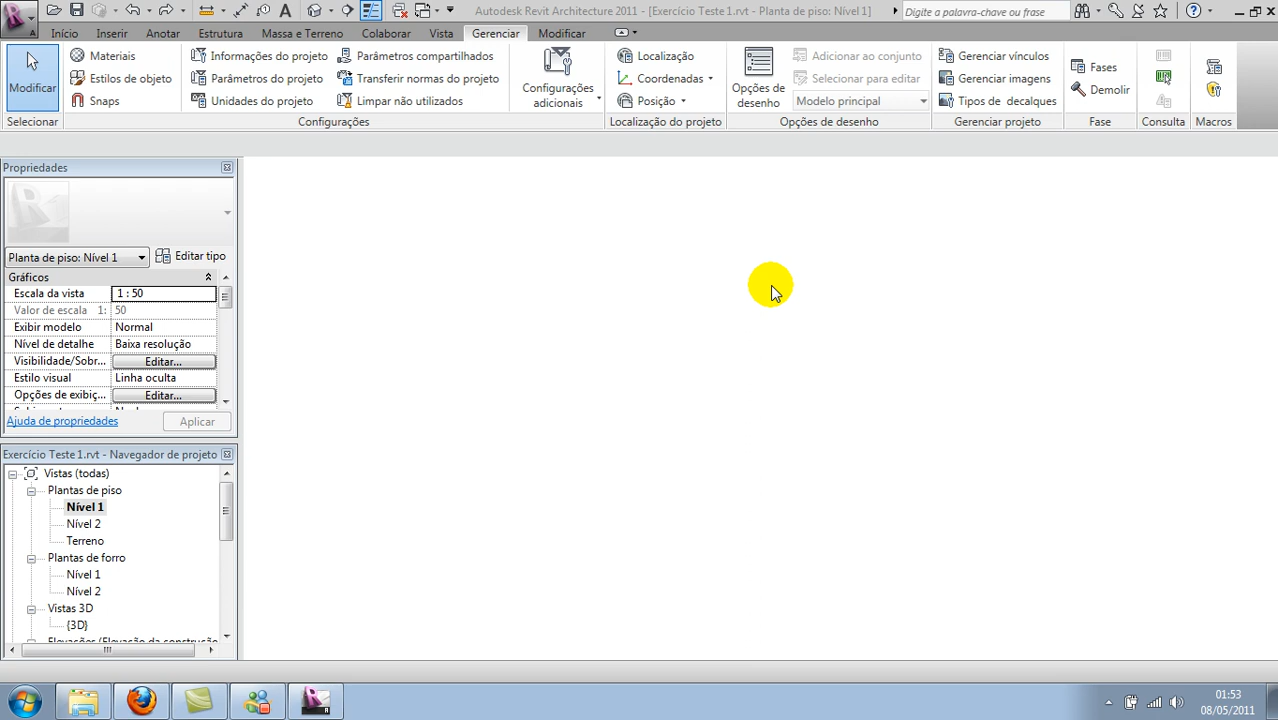 Autodesk Revit Architecture 2011 - [Exercício Teste 1.rvt - Planta de piso: Nível 1]
Digite a palavra-chave ou frase
Início Inserir Anotar Estrutura Massa e Terreno Colaborar Vista Gerenciar Modificar
Modificar
Selecionar
Materiais
Estilos de objeto
Snaps
Informações do projeto
Parâmetros do projeto
Unidades do projeto
Parâmetros compartilhados
Transferir normas do projeto
Limpar não utilizados
Configurações
adicionais
Configurações
Localização
Coordenadas
Posição
Localização do projeto
Opções de
desenho
Adicionar ao conjunto
Selecionar para editar
Modelo principal
Opções de desenho
Gerenciar vínculos
Gerenciar imagens
Tipos de decalques
Gerenciar projeto
Fases
Demolir
Fase
Consulta
Macros
Propriedades
Planta de piso: Nível 1
Editar tipo
Gráficos
Escala da vista 1 : 50
Valor de escala 1: 50
Exibir modelo Normal
Nível de detalhe Baixa resolução
Visibilidade/Sobr... Editar...
Estilo visual Linha oculta
Opções de exibiç... Editar...
Ajuda de propriedades
Aplicar
Exercício Teste 1.rvt - Navegador de projeto
Vistas (todas)
Plantas de piso
Nível 1
Nível 2
Terreno
Plantas de forro
Nível 1
Nível 2
Vistas 3D
{3D}
Elevações (Elevação da construção
01:53
08/05/2011